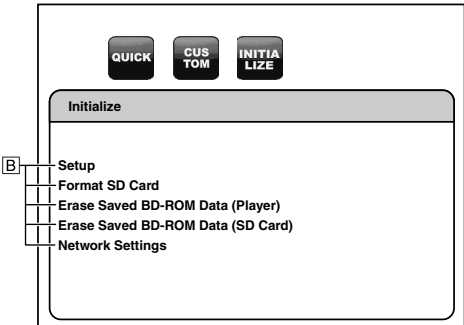 QUICK
CUS
TOM
INITIA
LIZE
Initialize
B
Setup
Format SD Card
Erase Saved BD-ROM Data (Player)
Erase Saved BD-ROM Data (SD Card)
Network Settings